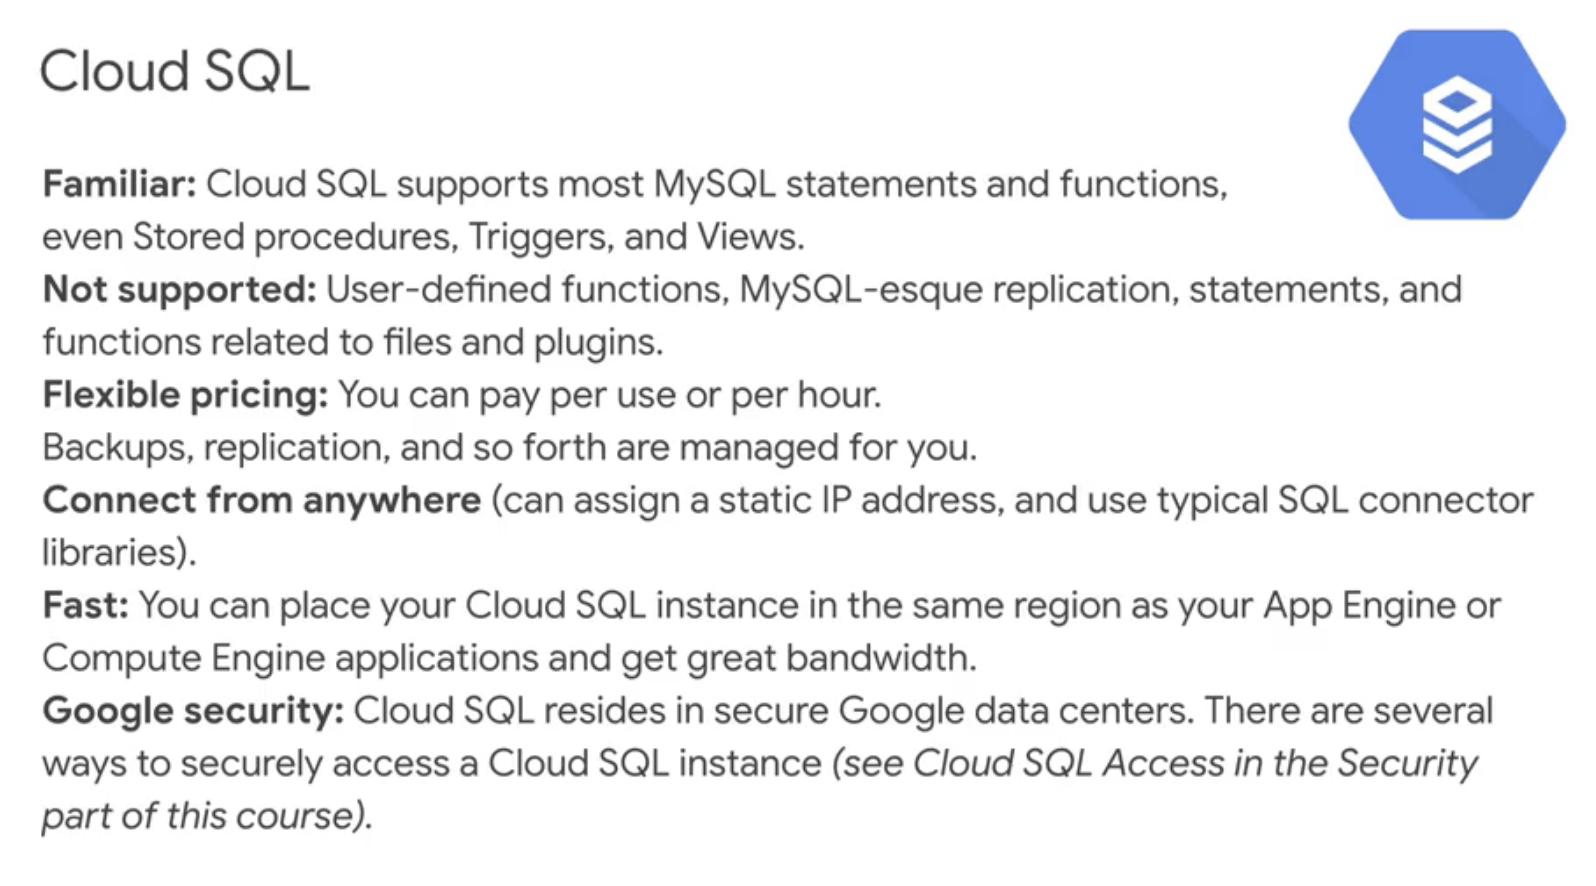 Cloud SQL
Familiar: Cloud SQL supports most MySQL statements and functions,
even Stored procedures, Triggers, and Views.
Not supported: User-defined functions, MySQL-esque replication, statements, and
functions related to files and plugins.
Flexible pricing: You can pay per use or per hour.
Backups, replication, and so forth are managed for you.
Connect from anywhere (can assign a static IP address, and use typical SQL connector
libraries).
Fast: You can place your Cloud SQL instance in the same region as your App Engine or
Compute Engine applications and get great bandwidth.
Google security: Cloud SQL resides in secure Google data centers. There are several
ways to securely access a Cloud SQL instance (see Cloud SQL Access in the Security
part of this course).